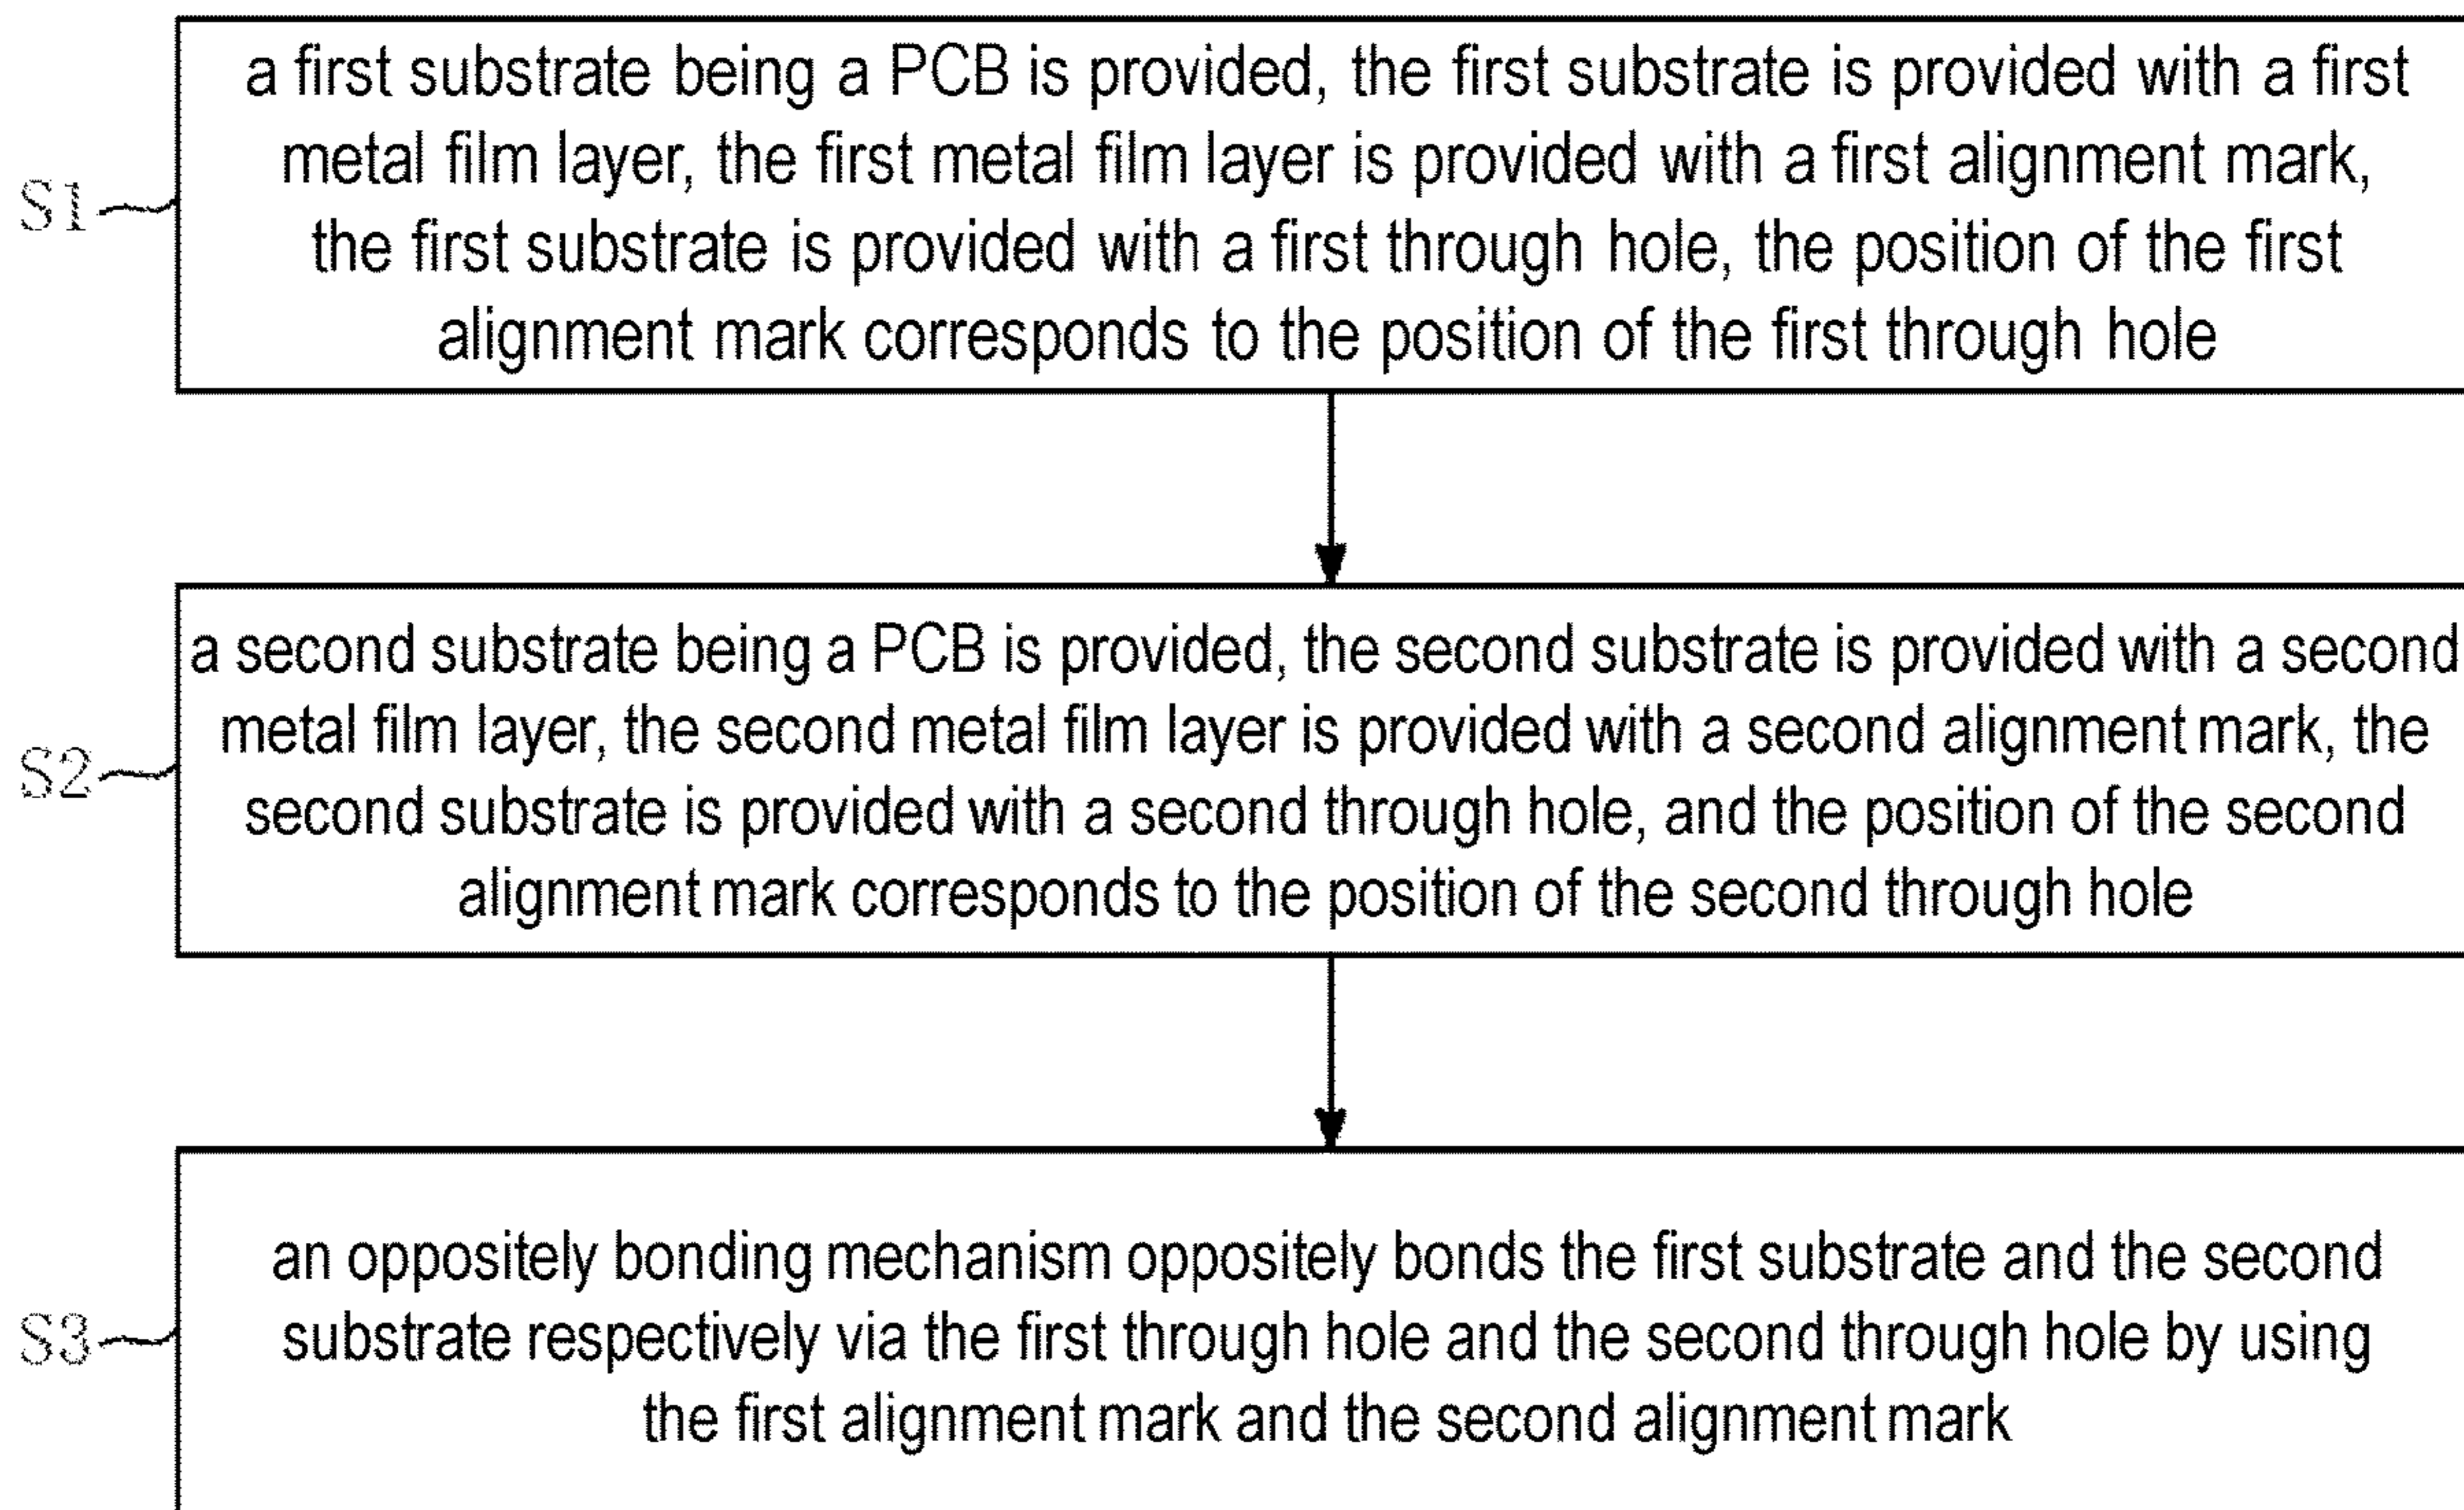 a first substrate being a PCB is provided, the first substrate is provided with a first
metal film layer, the first metal film layer is provided with a first alignment mark,
S1
the first substrate is provided with a first through hole, the position of the first
alignment mark corresponds to the position of the first through hole
a second substrate being a PCB is provided, the second substrate is provided with a second
metal film layer, the second metal film layer is provided with a second alignment mark, the
S2
second substrate is provided with a second through hole, and the position of the second
alignment mark corresponds to the position of the second through hole
an oppositely bonding mechanism oppositely bonds the first substrate and the second
S3
substrate respectively via the first through hole and the second through hole by using
the first alignment mark and the second alignment mark